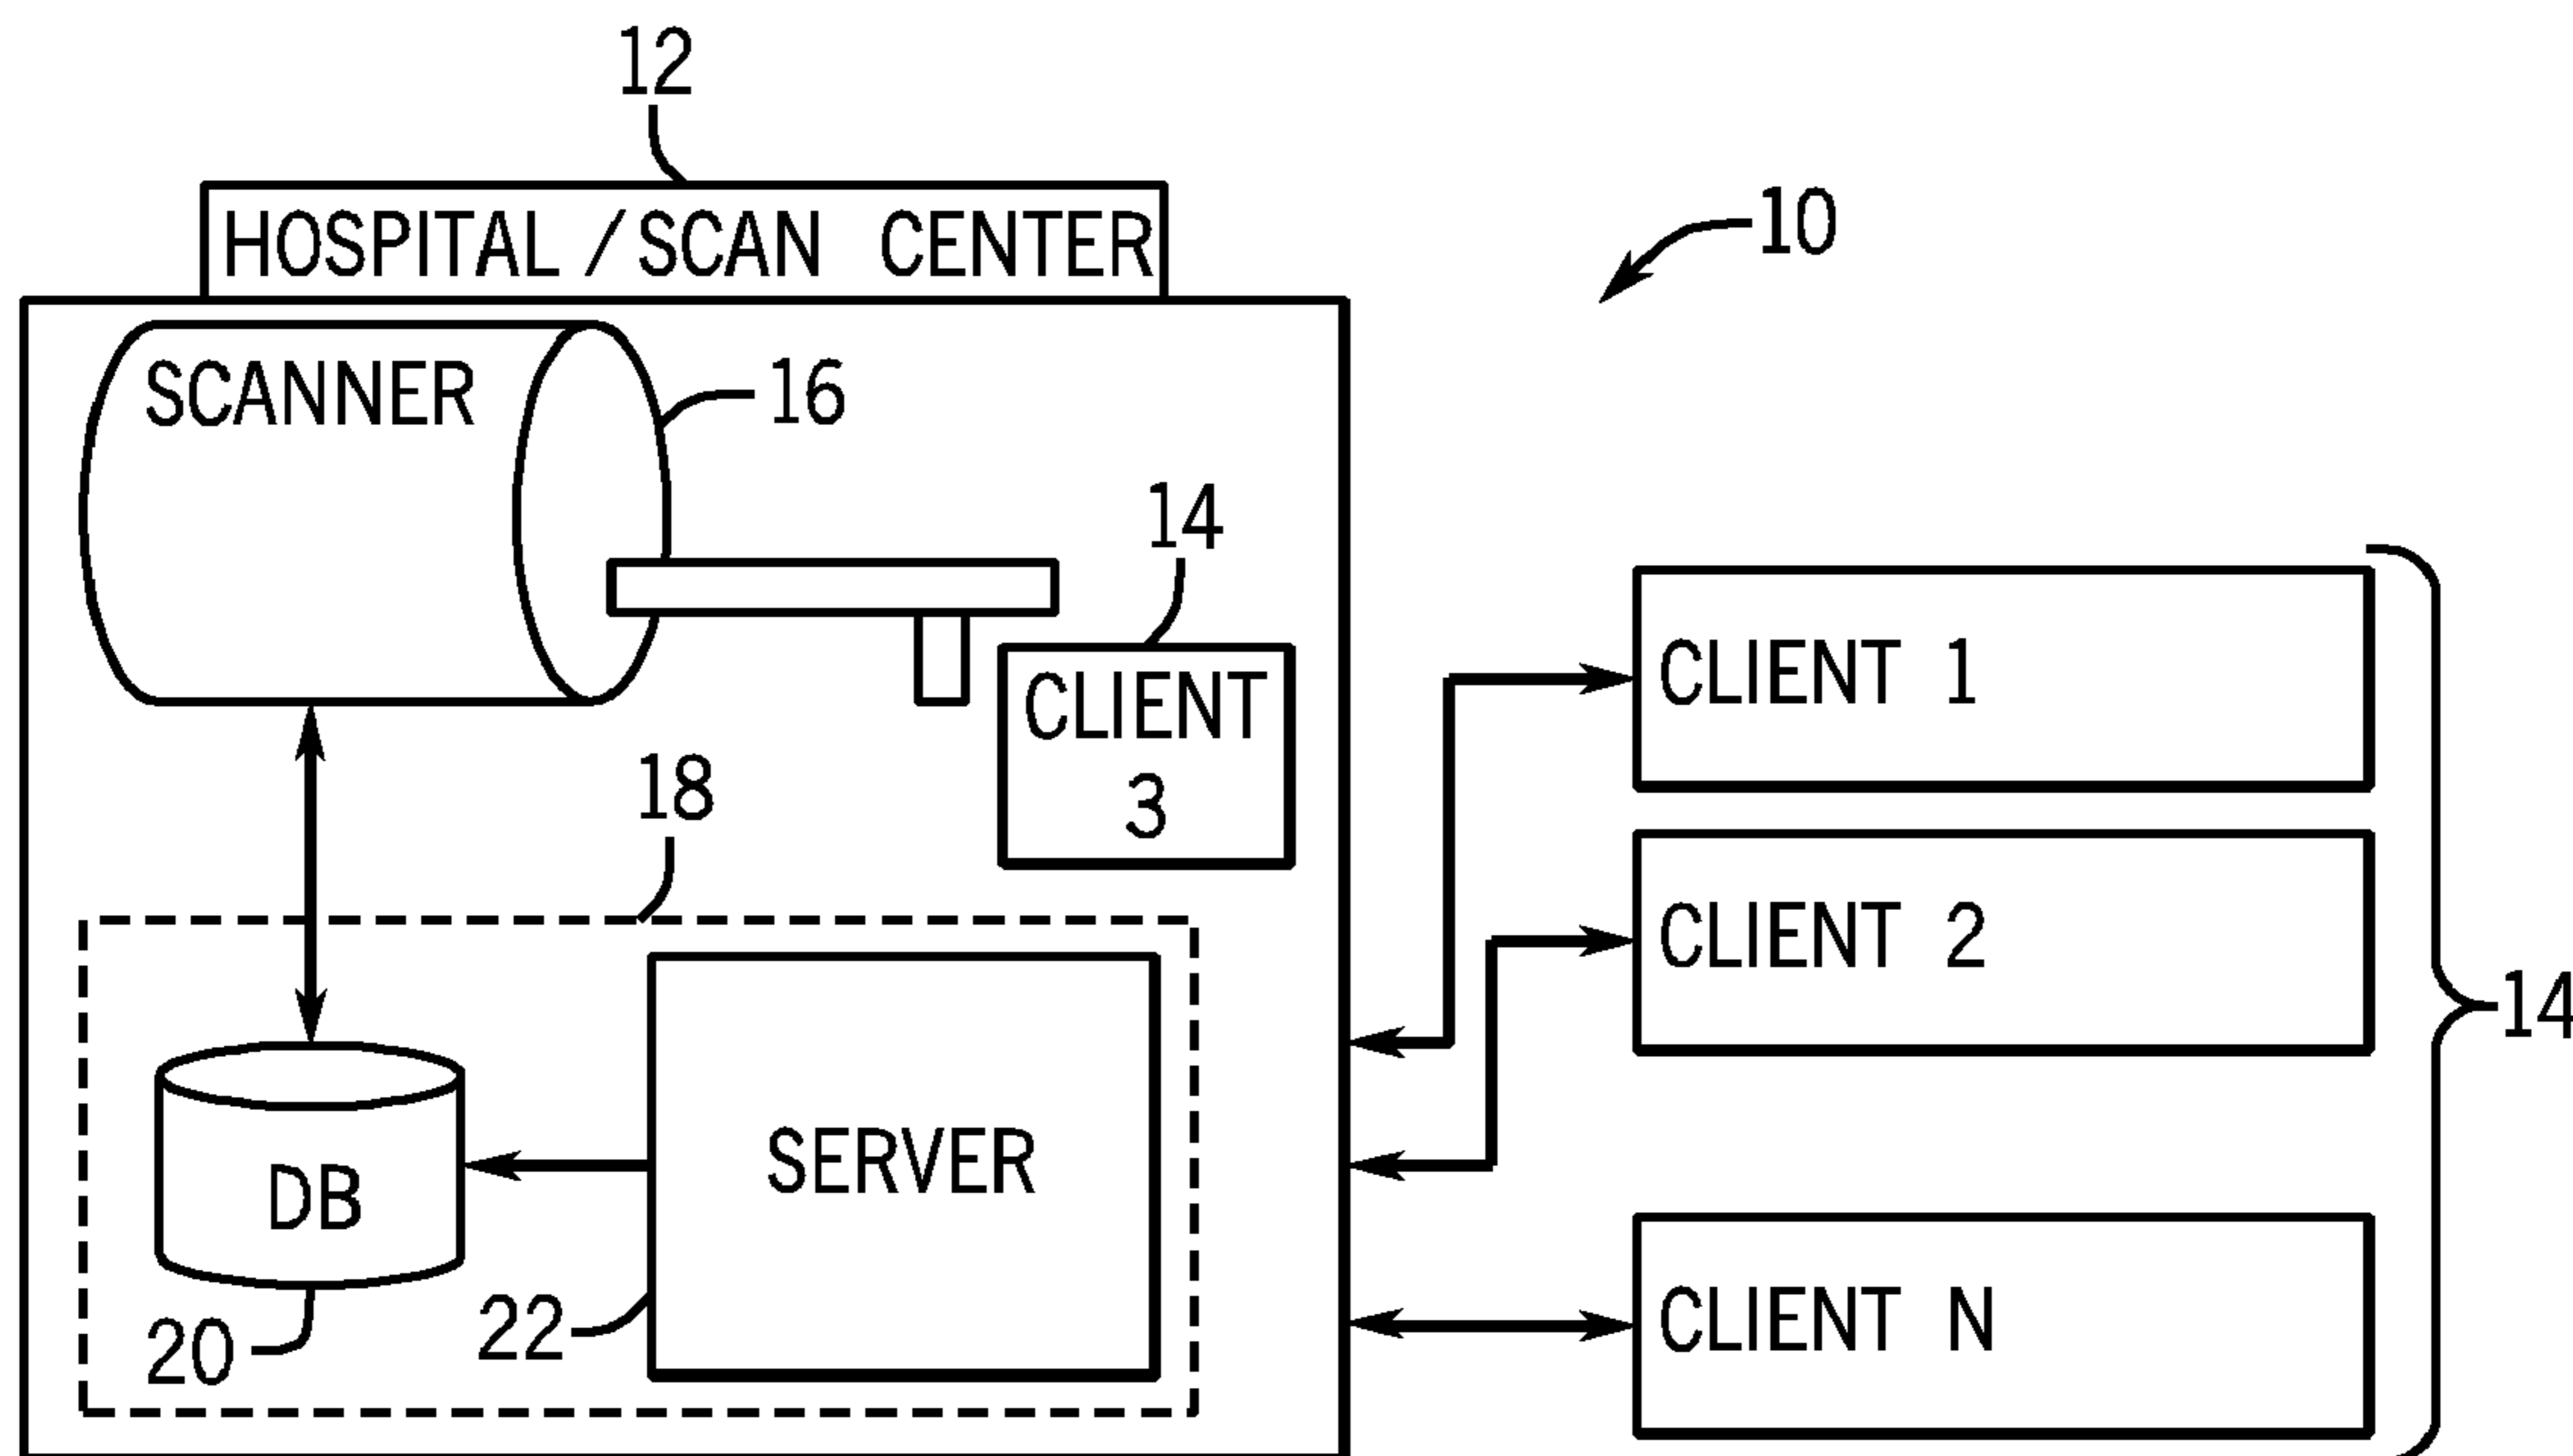 12
HOSPITAL / SCAN CENTER
10
SCANNER
16
14
CLIENT
3
18
CLIENT 1
CLIENT 2
14
SERVER
DB
20
22
CLIENT N